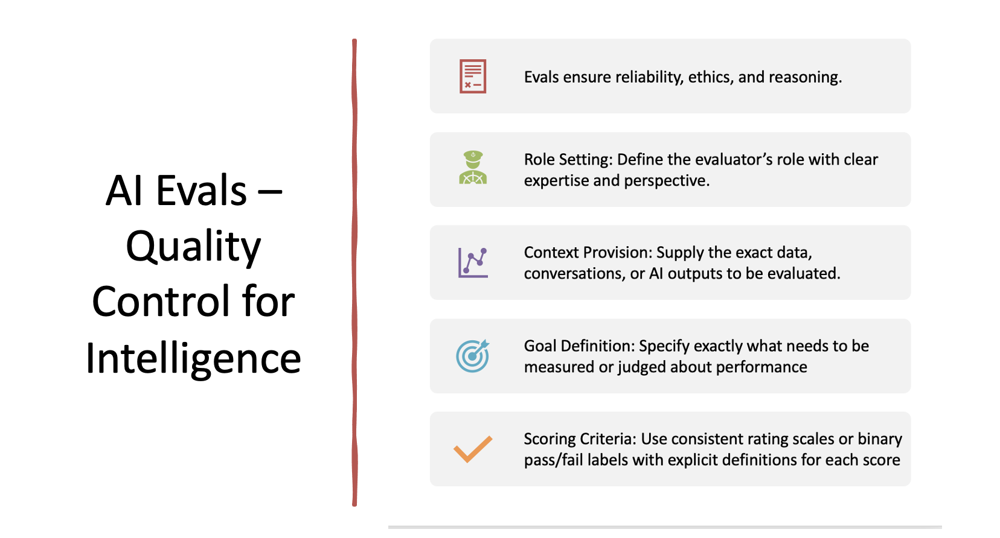 AI Evals –
Quality
Control for
Intelligence
Evals ensure reliability, ethics, and reasoning.
Role Setting: Define the evaluator’s role with clear
expertise and perspective.
Context Provision: Supply the exact data,
conversations, or AI outputs to be evaluated.
Goal Definition: Specify exactly what needs to be
measured or judged about performance
Scoring Criteria: Use consistent rating scales or binary
pass/fail labels with explicit definitions for each score